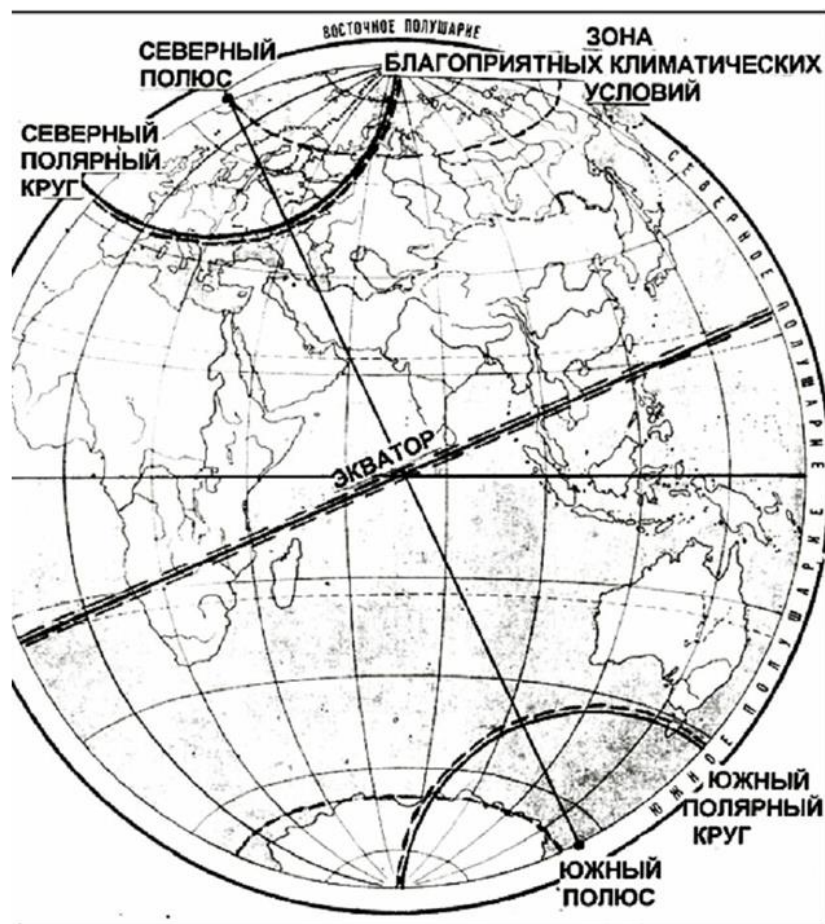 ВОСТОЧНОЕ ПОЛУШАРИЕ
СЕВЕРНЫЙ
ПОЛЮС
ЗОНА
БЛАГОПРИЯТНЫХ КЛИМАТИЧЕСКИХ
УСЛОВИЙ
СЕВЕРНЫЙ
ПОЛЯРНЫЙ
КРУГ
СЕВЕРНОЕ ПОЛУШАРИЕ
ЭКВАТОР
Э
ЮЖНОЕ ПОЛУШАРИЕ
ЮЖНЫЙ
ПОЛЯРНЫЙ
КРУГ
ЮЖНЫЙ
ПОЛЮС